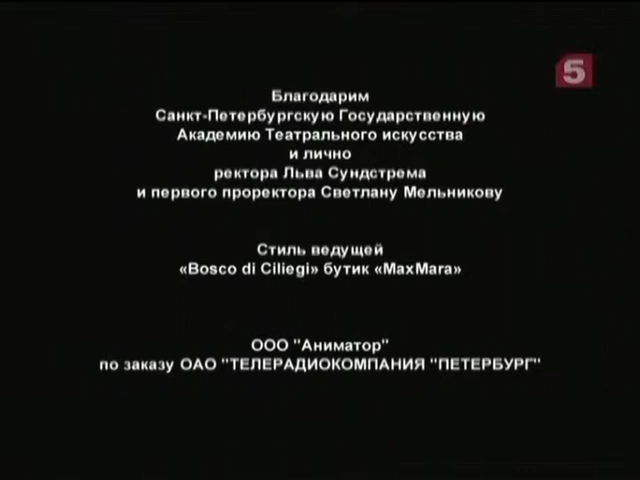 5
Благодарим
Санкт-Петербургскую Государственную
Академию Театрального искусства
и лично
ректора Льва Сундстрема
и первого проректора Светлану Мельникову
Стиль ведущей
«Bosco di Ciliegi» бутик «MaxMara»
ООО "Аниматор"
по заказу ОАО "ТЕЛЕРАДИОКОМПАНИЯ "ПЕТЕРБУРГ"